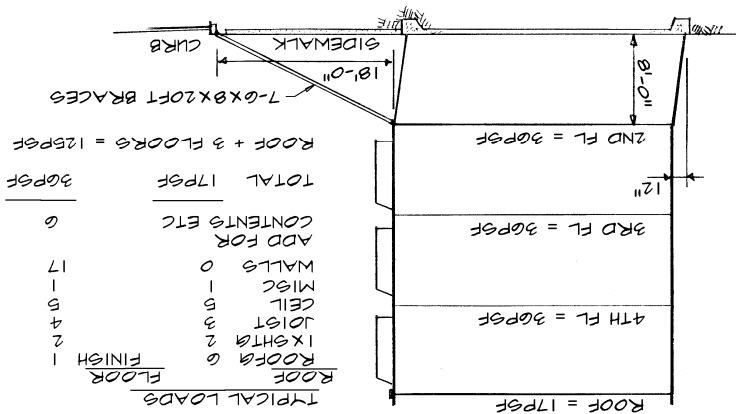 ROOF = 17PSF
4TH FL = 36PSF
3RD FL = 36PSF
2ND FL = 36PSF
12"
8'-0"
TYPICAL LOADS
ROOF FLOOR
ROOFG 6 FINISH 1
1XSHTG 2 2
JOIST 3 4
CEIL 5 5
MISC 1 1
WALLS 0 17
ADD FOR
CONTENTS ETC 6
TOTAL 17PSF 36PSF
ROOF + 3 FLOORS = 125PSF
7-6X8X20FT BRACES
18'-0"
SIDEWALK CURB